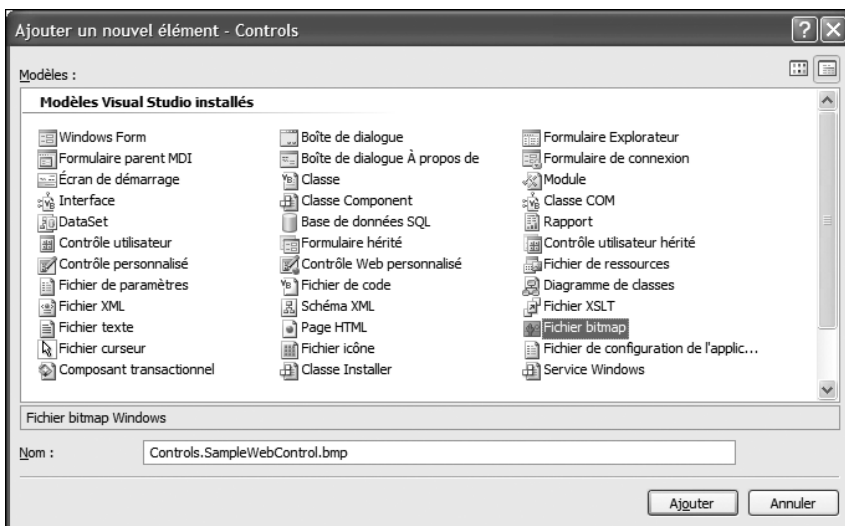 Ajouter un nouvel élément - Controls
Modèles :
Modèles Visual Studio installés
Windows Form Boîte de dialogue Formulaire Explorateur
Formulaire parent MDI Boîte de dialogue À propos de Formulaire de connexion
Écran de démarrage Classe Module
Interface Classe Component Classe COM
DataSet Base de données SQL Rapport
Contrôle utilisateur Formulaire hérité Contrôle utilisateur hérité
Contrôle personnalisé Contrôle Web personnalisé Fichier de ressources
Fichier de paramètres Fichier de code Diagramme de classes
Fichier XML Schéma XML Fichier XSLT
Fichier texte Page HTML Fichier bitmap
Fichier curseur Fichier icône Fichier de configuration de l'applic...
Composant transactionnel Classe Installer Service Windows
Fichier bitmap Windows
Nom : Controls.SampleWebControl.bmp
Ajouter Annuler